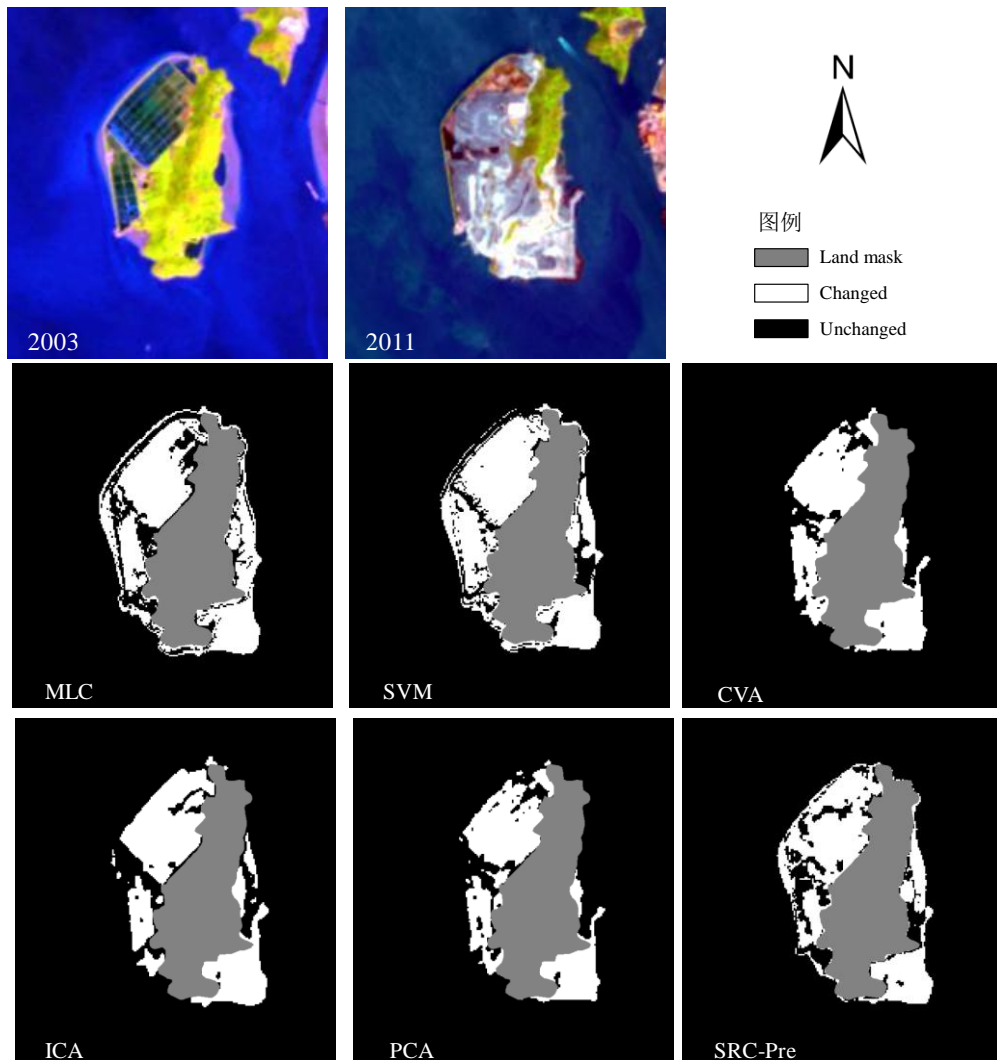 2003
2011
N
图例
Land mask
Changed
Unchanged
MLC
SVM
CVA
ICA
PCA
SRC-Pre